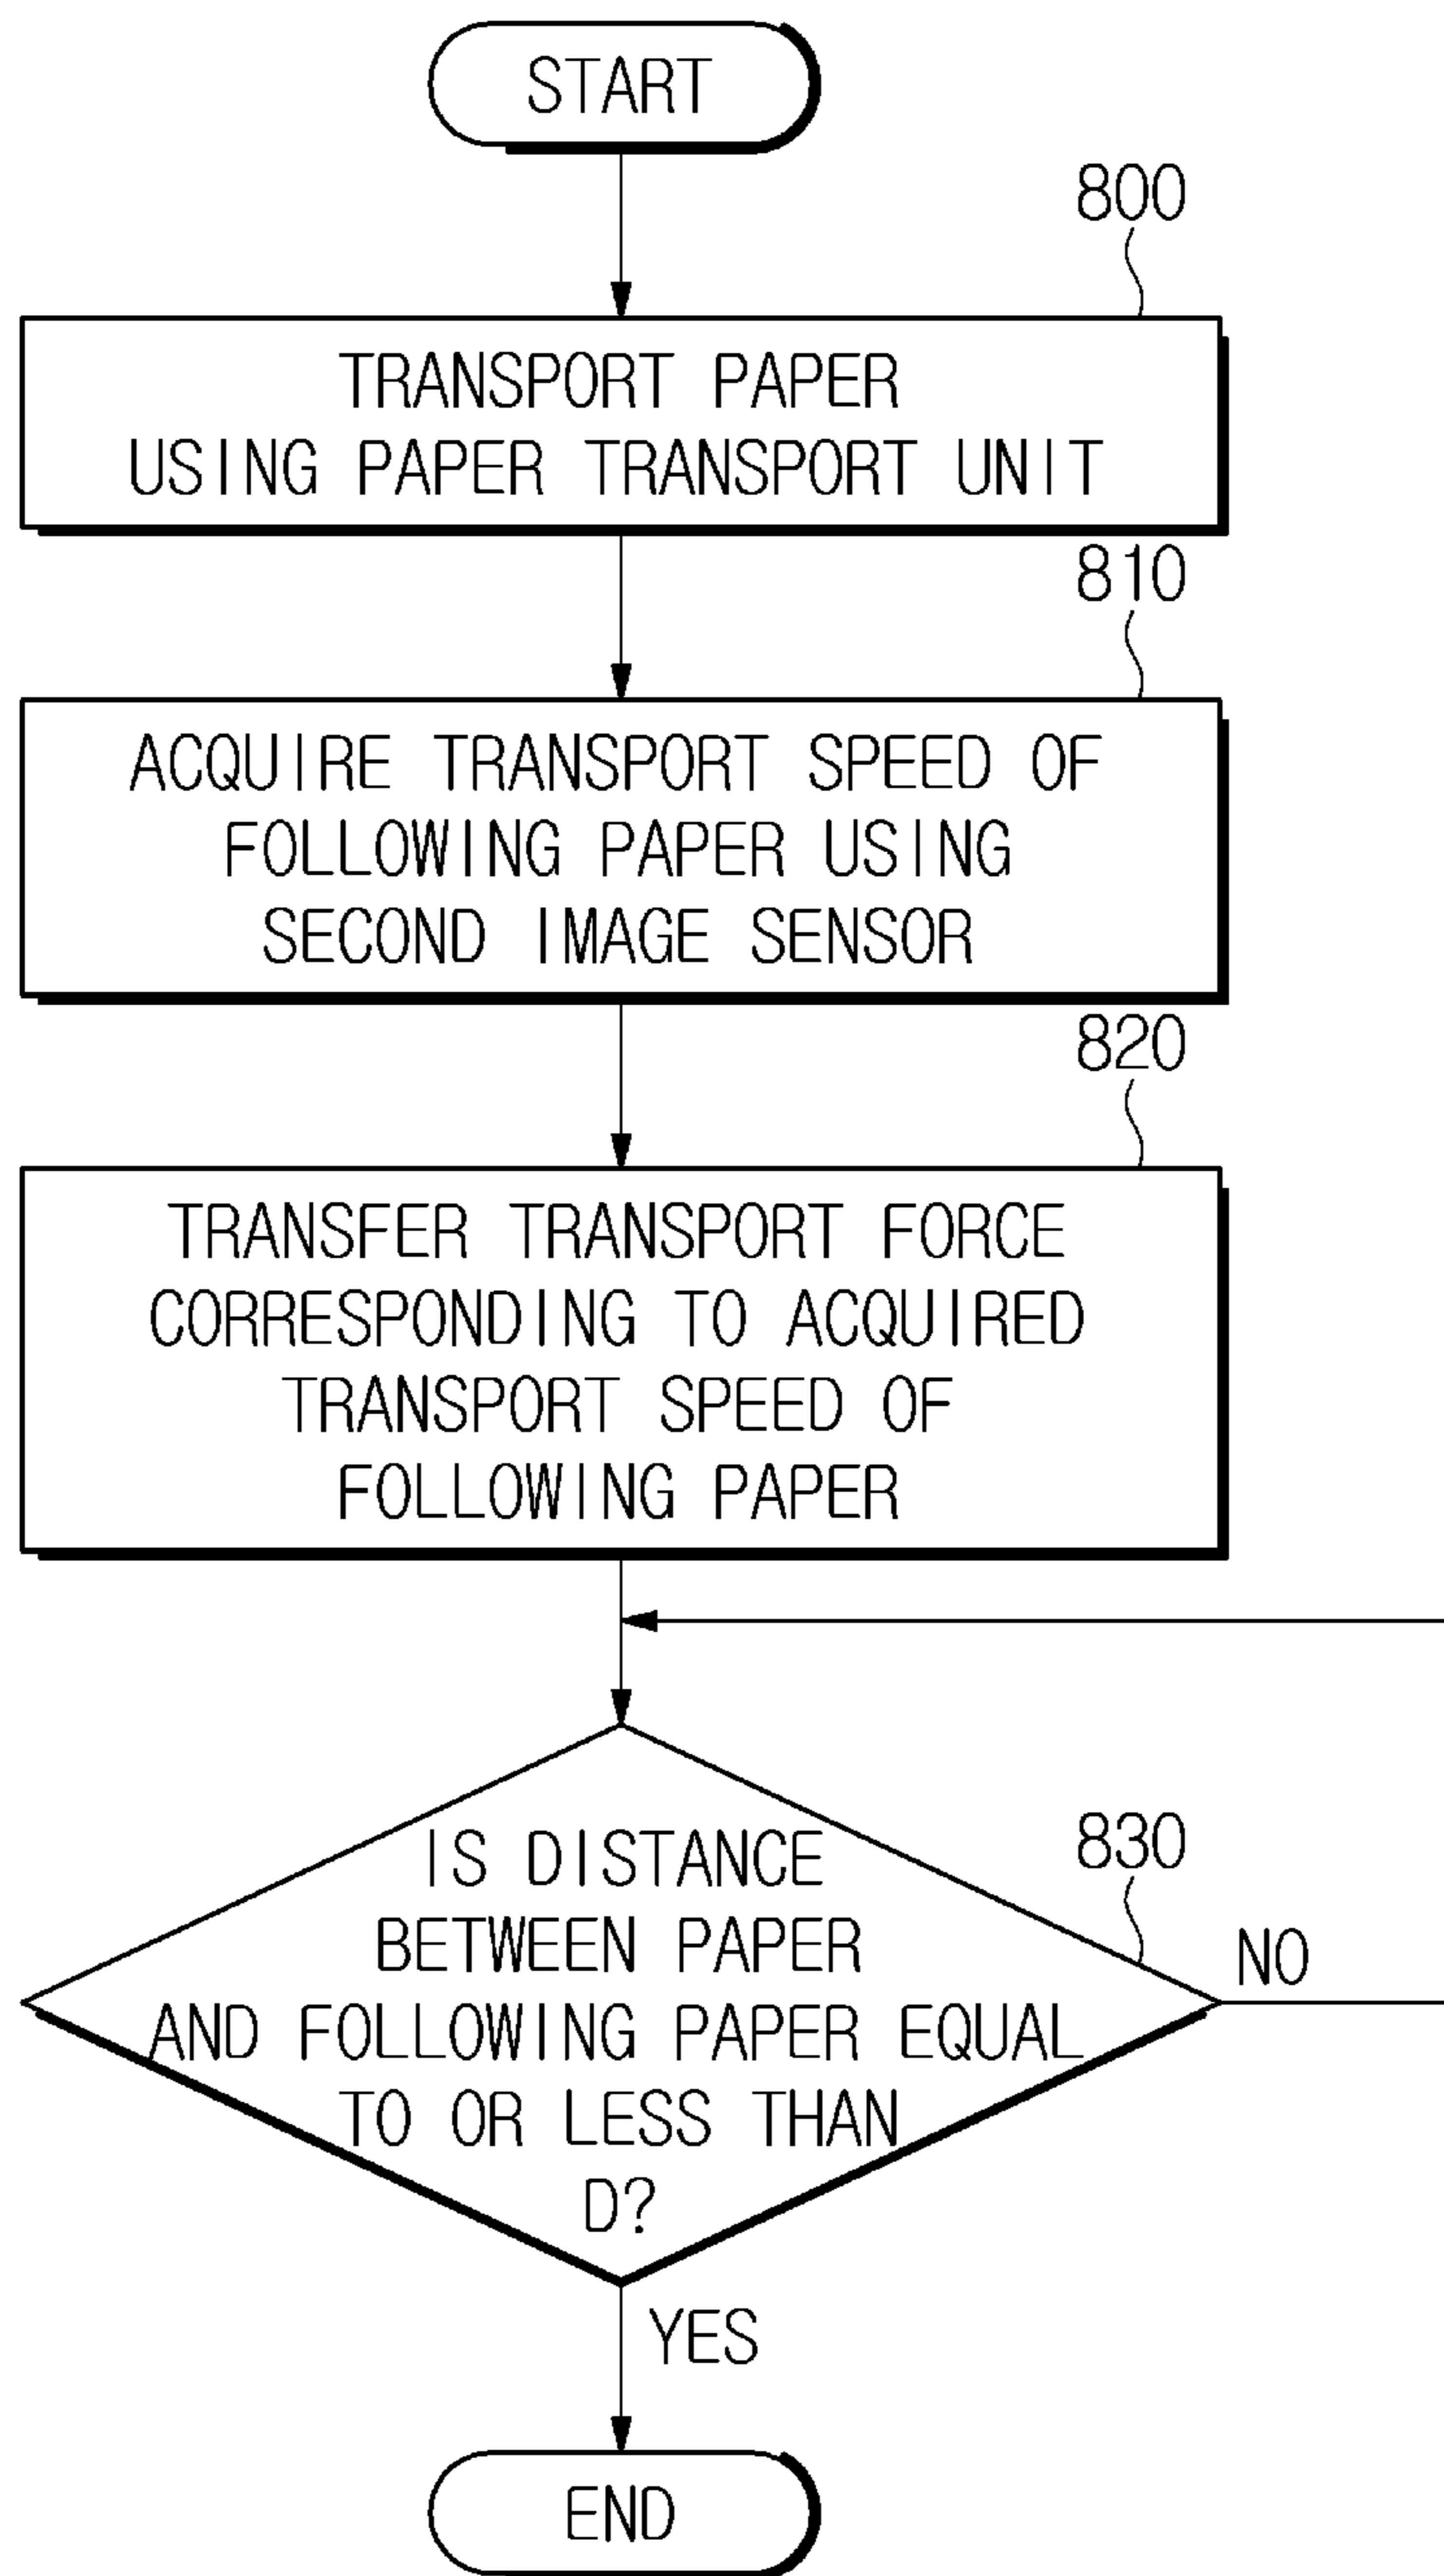 START
800
TRANSPORT PAPER
USING PAPER TRANSPORT UNIT
810
ACQUIRE TRANSPORT SPEED OF
FOLLOWING PAPER USING
SECOND IMAGE SENSOR
820
TRANSFER TRANSPORT FORCE
CORRESPONDING TO ACQUIRED
TRANSPORT SPEED OF
FOLLOWING PAPER
830
IS DISTANCE
BETWEEN PAPER
AND FOLLOWING PAPER EQUAL
TO OR LESS THAN
D?
NO
YES
END